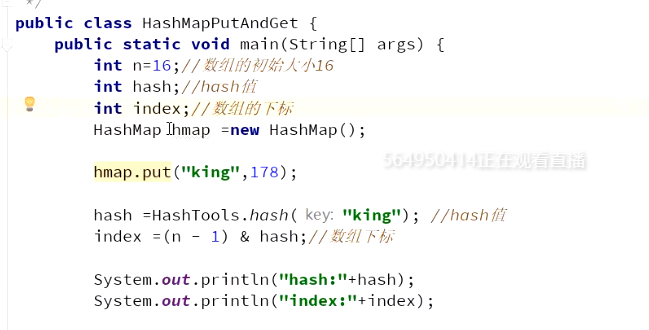 */
public class HashMapPutAndGet {
public static void main(String[] args) {
int n=16;//数组的初始大小16
int hash;//hash值
int index;//数组的下标
HashMap hmap =new HashMap();
564950414正在观看直播
hmap.put("king",178);
hash =HashTools.hash( key: "king"); //hash值
index =(n - 1) & hash;//数组下标
System.out.println("hash:"+hash);
System.out.println("index:"+index);